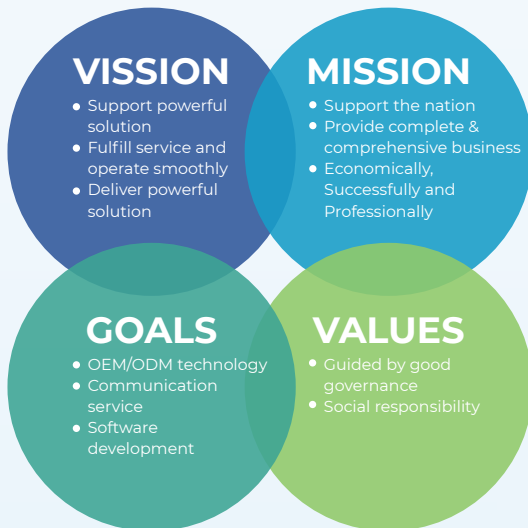 VISSION
• Support powerful
solution
• Fulfill service and
operate smoothly
• Deliver powerful
solution
MISSION
• Support the nation
• Provide complete &
comprehensive business
• Economically,
Successfully and
Professionally
GOALS
• OEM/ODM technology
• Communication
service
• Software
development
VALUES
• Guided by good
governance
• Social responsibility